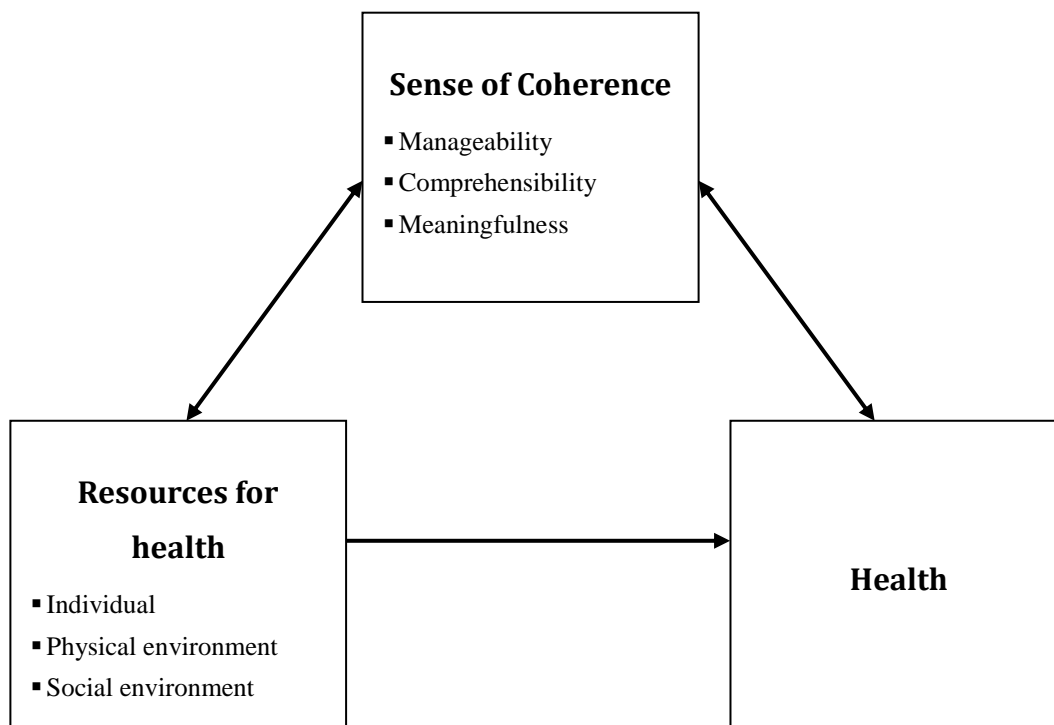 Sense of Coherence
▪ Manageability
▪ Comprehensibility
▪ Meaningfulness
Resources for
health
▪ Individual
▪ Physical environment
▪ Social environment
Health